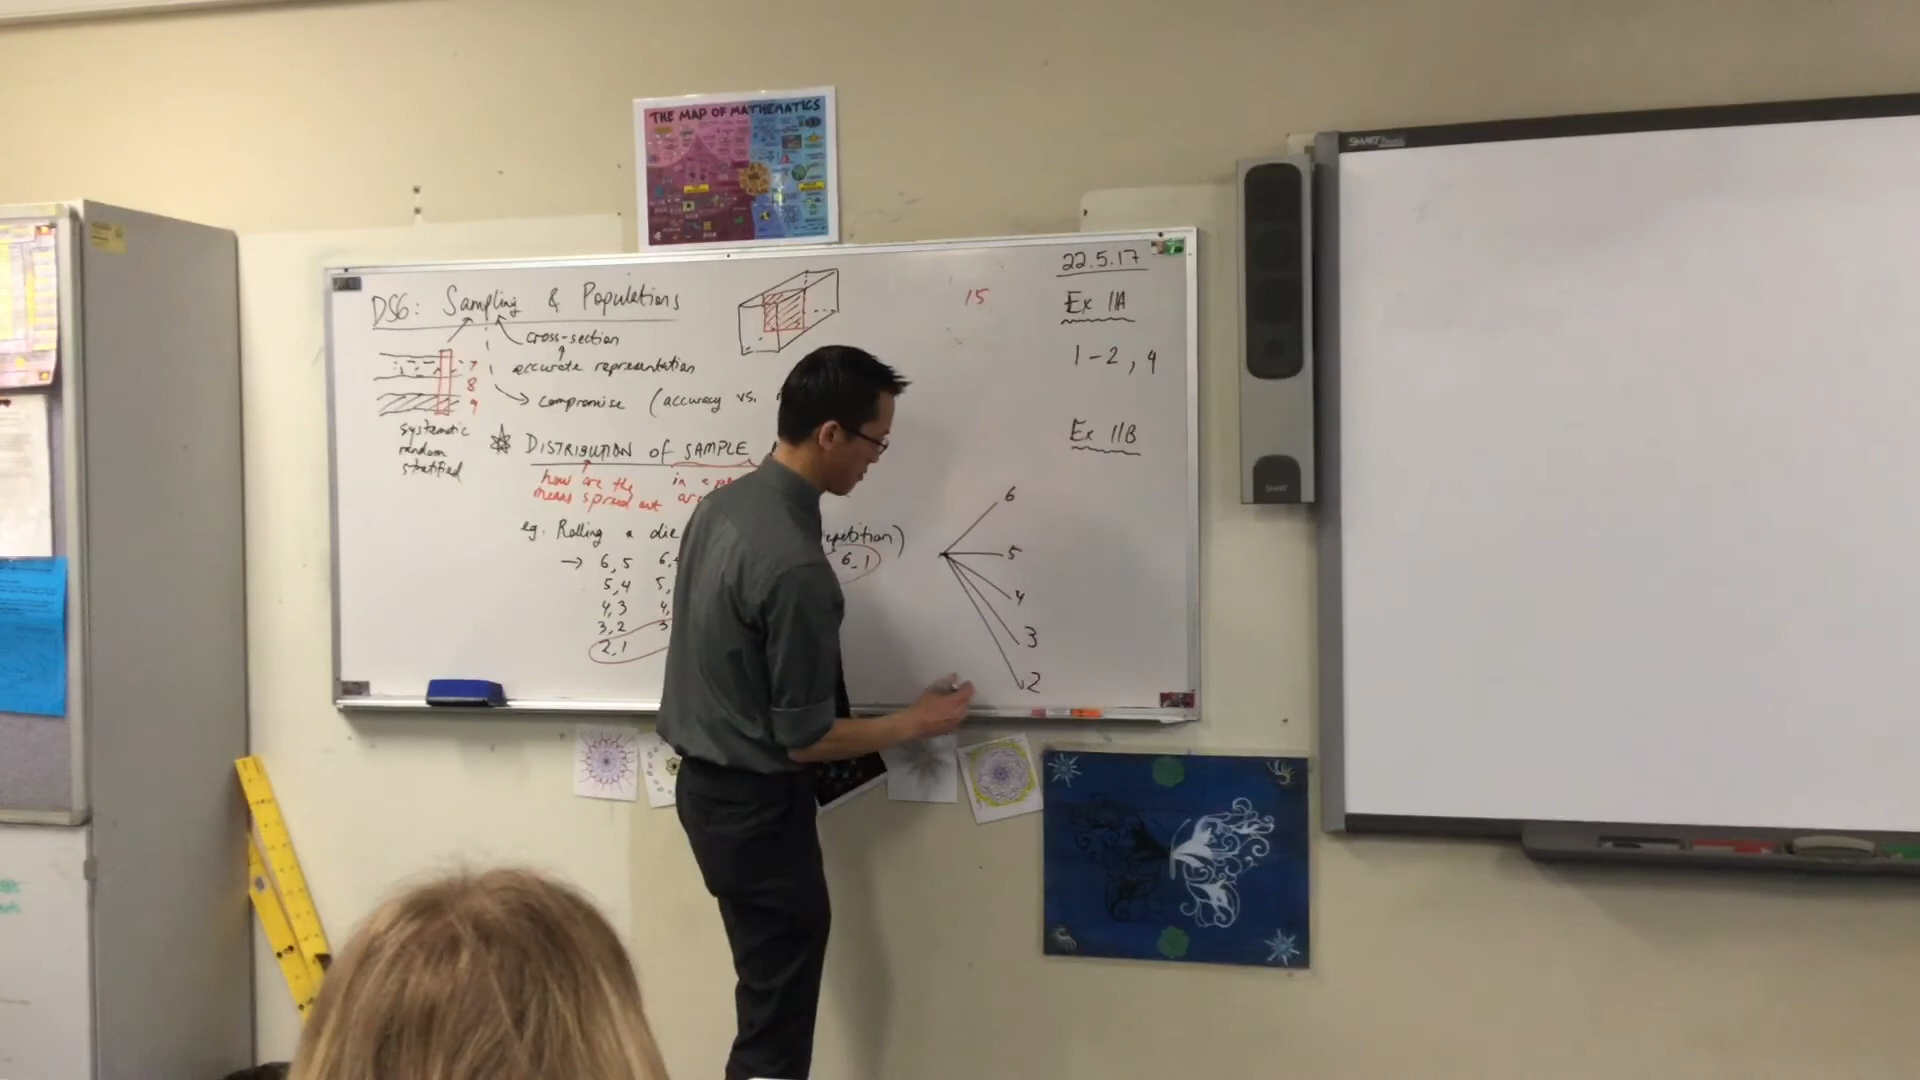 THE MAP OF MATHEMATICS
SMART
DS6: Sampling & Populations
cross-section
accurate representation
compromise (accuracy vs.
7
8
9
systematic
random
stratified
DISTRIBUTION of SAMPLE
how are the
means spread out
in a
eg. Rolling a die
epetition)
→ 6,5
5,4
4,3
3,2
2,1
6,
5,
4,
3
6,1
15
22.5.17
Ex 11A
1-2, 4
Ex 11B
6
5
4
3
2
SMART